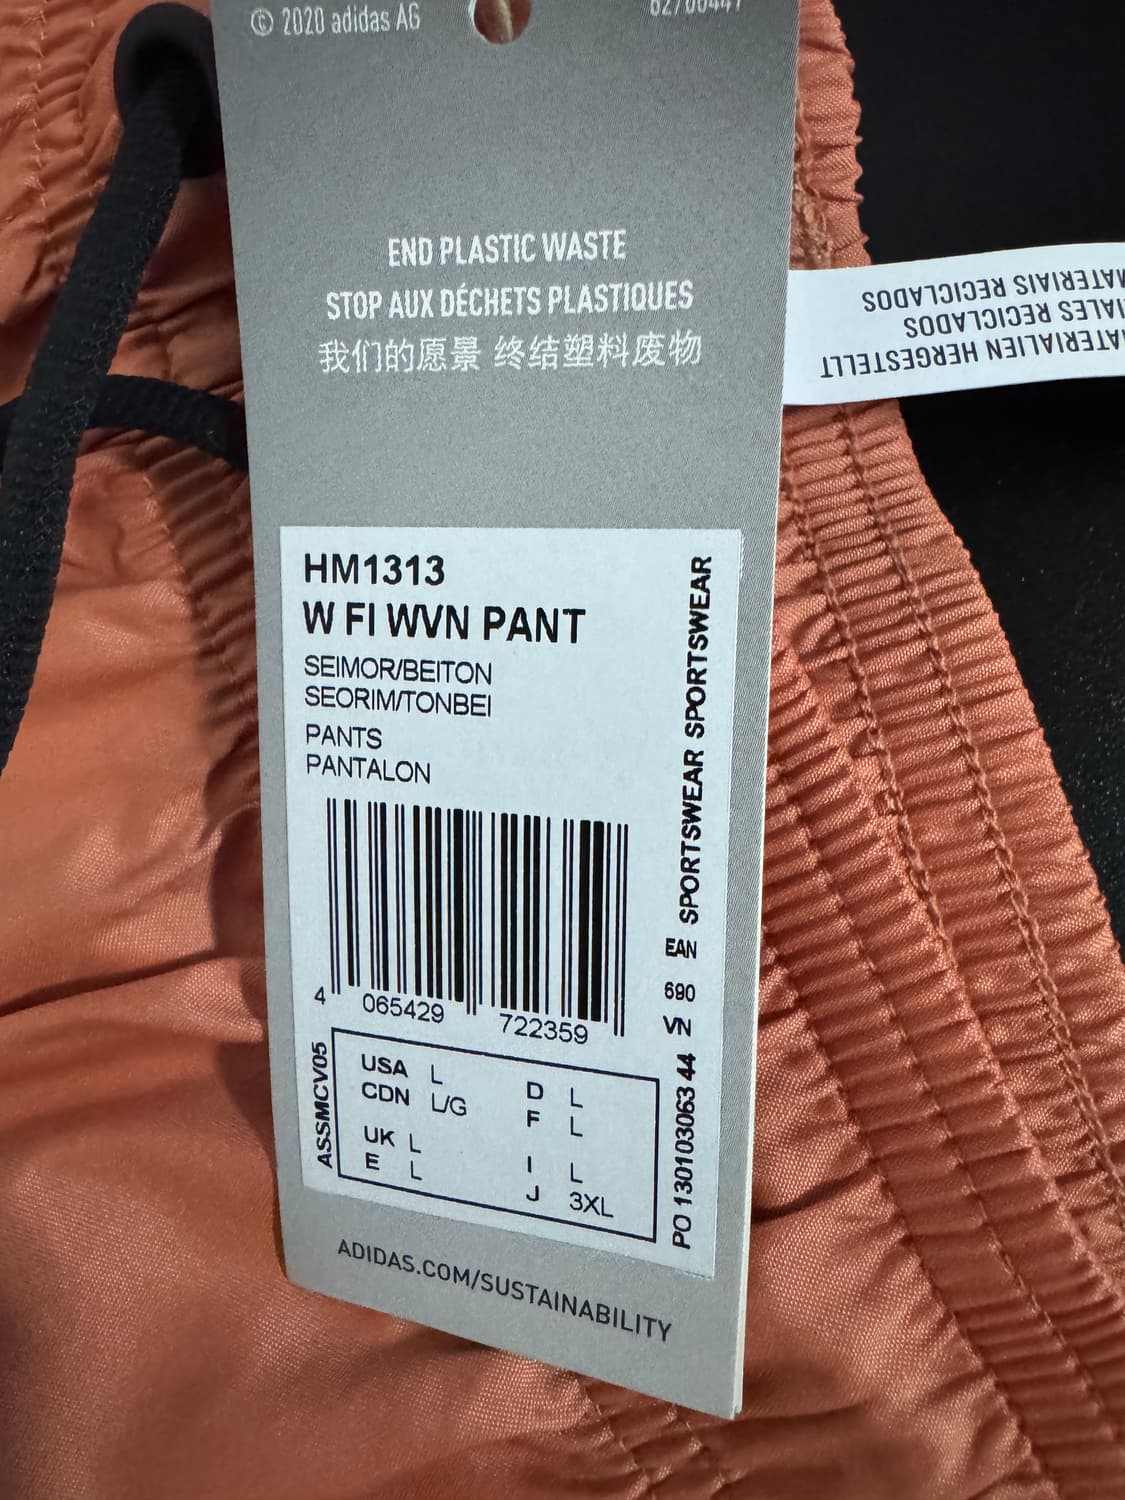 © 2020 adidas AG
END PLASTIC WASTE
STOP AUX DÉCHETS PLASTIQUES
我们的愿景 终结塑料废物
MATERIAIS RECICLADOS
IALES RECICLADOS
ATERIALIEN HERGESTELLT
HM1313
W FI WVN PANT
SEIMOR/BEITON
SEORIM/TONBEI
PANTS
PANTALON
SPORTSWEAR SPORTSWEAR
EAN
690
VN
PO 130103063 44
4 065429 722359
ASSMCV05
USA L D L
CDN L/G F L
UK L I L
E L J 3XL
ADIDAS.COM/SUSTAINABILITY